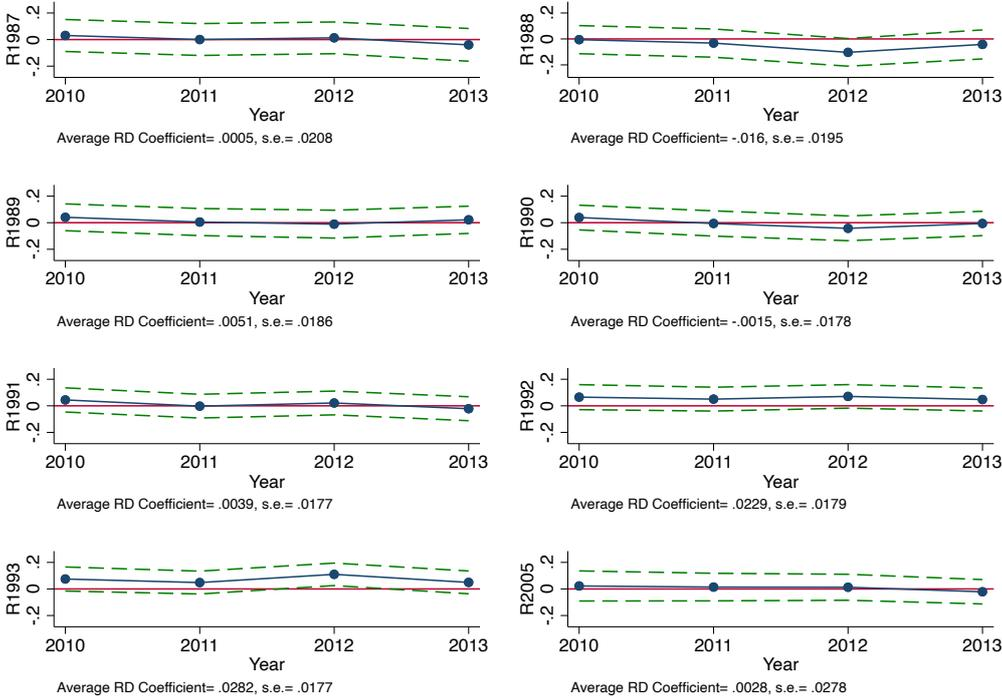 R1987
.2
0
-.2
2010 2011 2012 2013
Year
Average RD Coefficient= .0005, s.e.= .0208
R1988
.2
0
-.2
2010 2011 2012 2013
Year
Average RD Coefficient= -.016, s.e.= .0195
R1989
.2
0
-.2
2010 2011 2012 2013
Year
Average RD Coefficient= .0051, s.e.= .0186
R1990
.2
0
-.2
2010 2011 2012 2013
Year
Average RD Coefficient= -.0015, s.e.= .0178
R1991
.2
0
-.2
2010 2011 2012 2013
Year
Average RD Coefficient= .0039, s.e.= .0177
R1992
.2
0
-.2
2010 2011 2012 2013
Year
Average RD Coefficient= .0229, s.e.= .0179
R1993
.2
0
-.2
2010 2011 2012 2013
Year
Average RD Coefficient= .0282, s.e.= .0177
R2005
.2
0
-.2
2010 2011 2012 2013
Year
Average RD Coefficient= .0028, s.e.= .0278